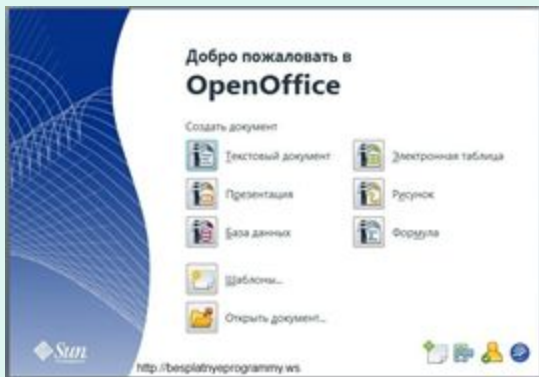 Добро пожаловать в
OpenOffice
Создать документ
Текстовый документ
Электронная таблица
Презентация
Рисунок
База данных
Формула
Шаблоны...
Открыть документ...
Sun
http://besplatnyeprogrammy.ws